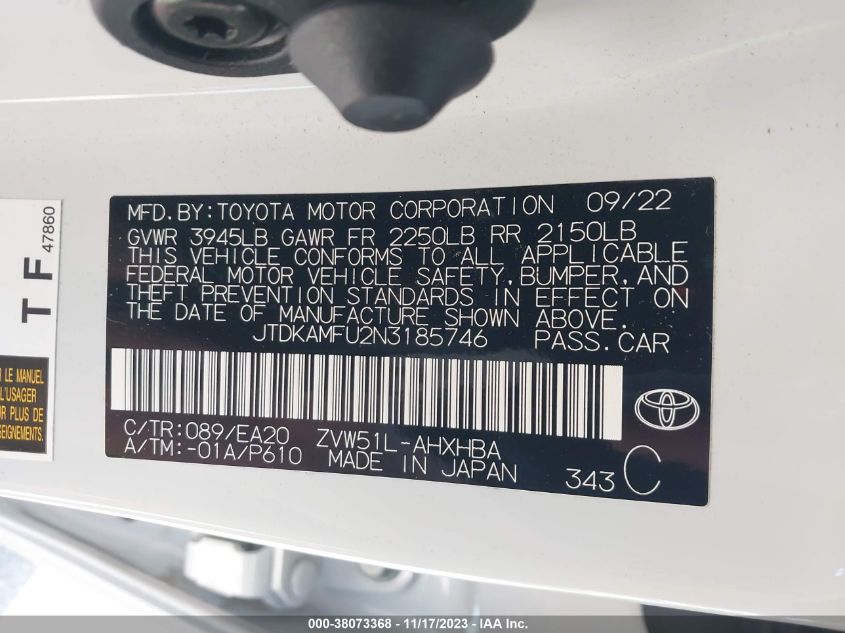 MFD. BY: TOYOTA MOTOR CORPORATION 09/22
GVWR 3945LB GAWR FR 2250LB RR 2150LB
THIS VEHICLE CONFORMS TO ALL APPLICABLE
FEDERAL MOTOR VEHICLE SAFETY, BUMPER, AND
THEFT PREVENTION STANDARDS IN EFFECT ON
THE DATE OF MANUFACTURE SHOWN ABOVE.
JTDKAMFU2N3185746 PASS. CAR
C/TR: 089/EA20 ZVW51L-AHXHBA
A/TM: -01A/P610 MADE IN JAPAN
343 C
T F
47860
LE MANUEL
L'USAGER
UR PLUS DE
SEIGNEMENTS.
000-38073368 - 11/17/2023 - IAA Inc.